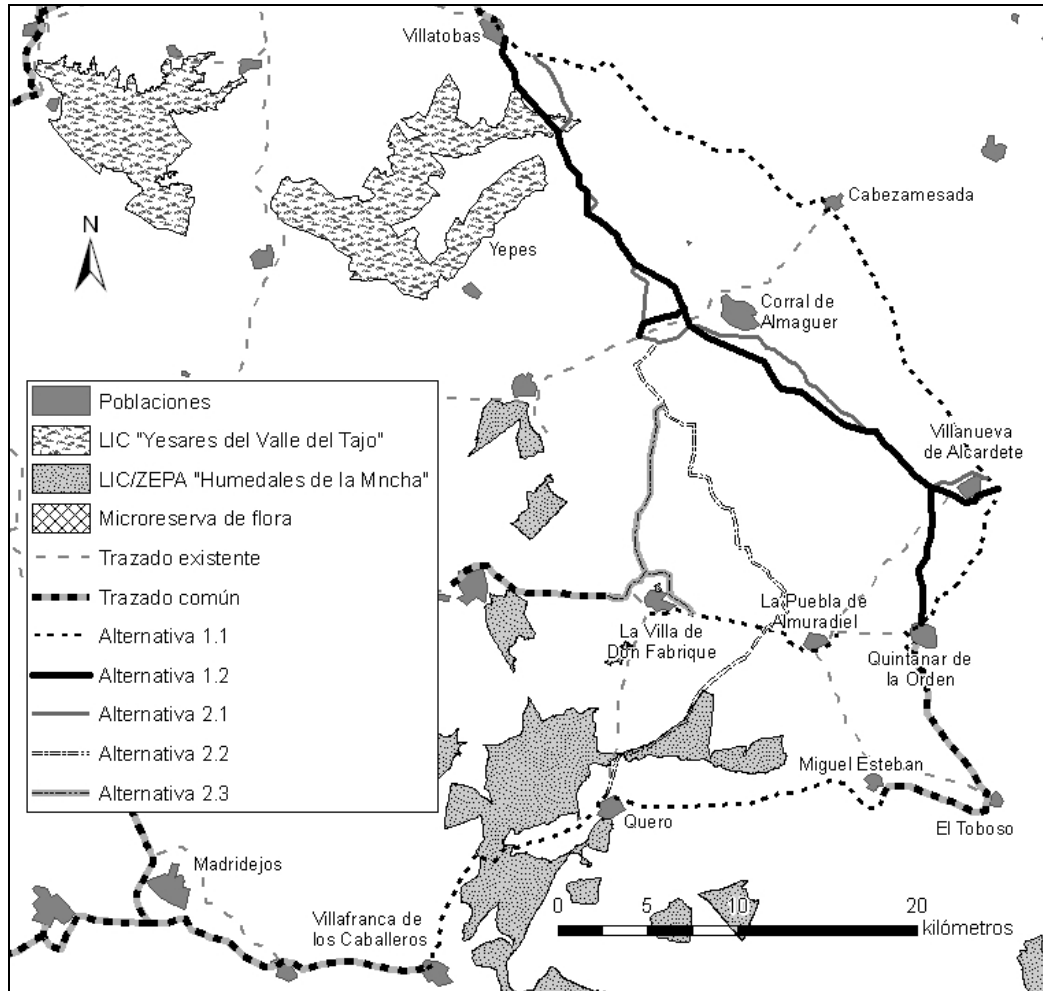 Villatobas
Cabezamesada
N
Yepes
Corral de
Almaguer
Poblaciones
LIC "Yesares del Valle del Tajo"
LIC/ZEPA "Humedales de la Mncha"
Microreserva de flora
Trazado existente
Trazado común
Alternativa 1.1
Alternativa 1.2
Alternativa 2.1
Alternativa 2.2
Alternativa 2.3
Villanueva
de Alcardete
La Puebla de
Almuradiel
La Villa de
Don Fabrique
Quintanar de
la Orden
Miguel Esteban
Quero
El Toboso
Madridejos
Villafranca de
los Caballeros
0 5 10 20
kilómetros